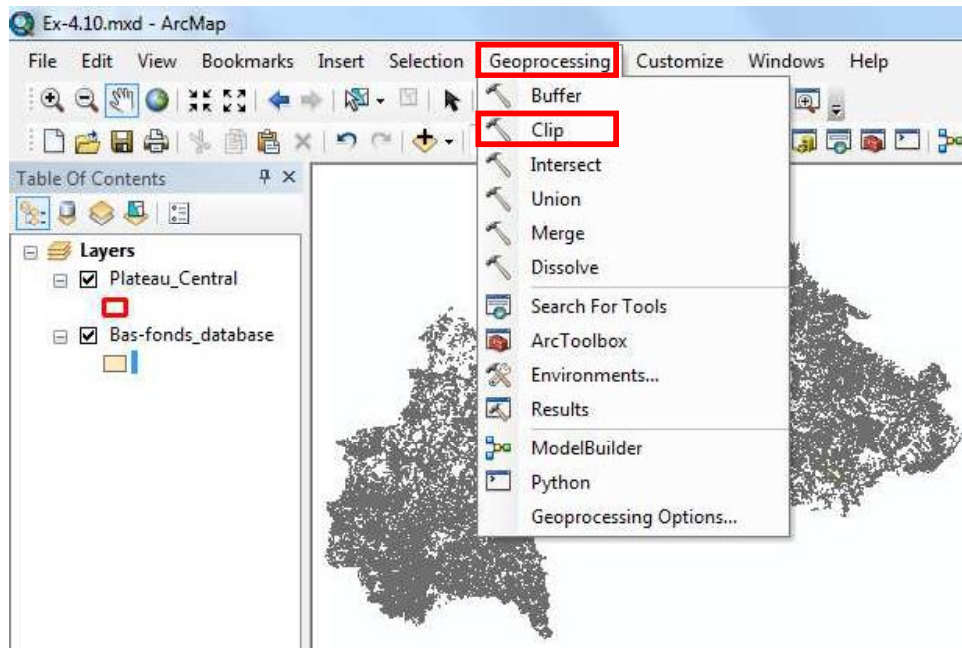 Ex-4.10.mxd - ArcMap
File Edit View Bookmarks Insert Selection Geoprocessing Customize Windows Help
Buffer
Clip
Intersect
Union
Merge
Dissolve
Search For Tools
ArcToolbox
Environments...
Results
ModelBuilder
Python
Geoprocessing Options...
Table Of Contents
Layers
Plateau_Central
Bas-fonds_database